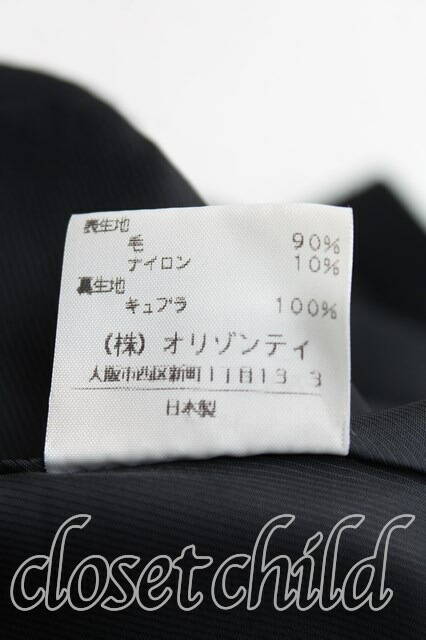 表生地
毛 90%
ナイロン 10%
裏生地
キュプラ 100%
(株) オリゾンティ
大阪市西区新町1丁目13 3
日本製
closetchild